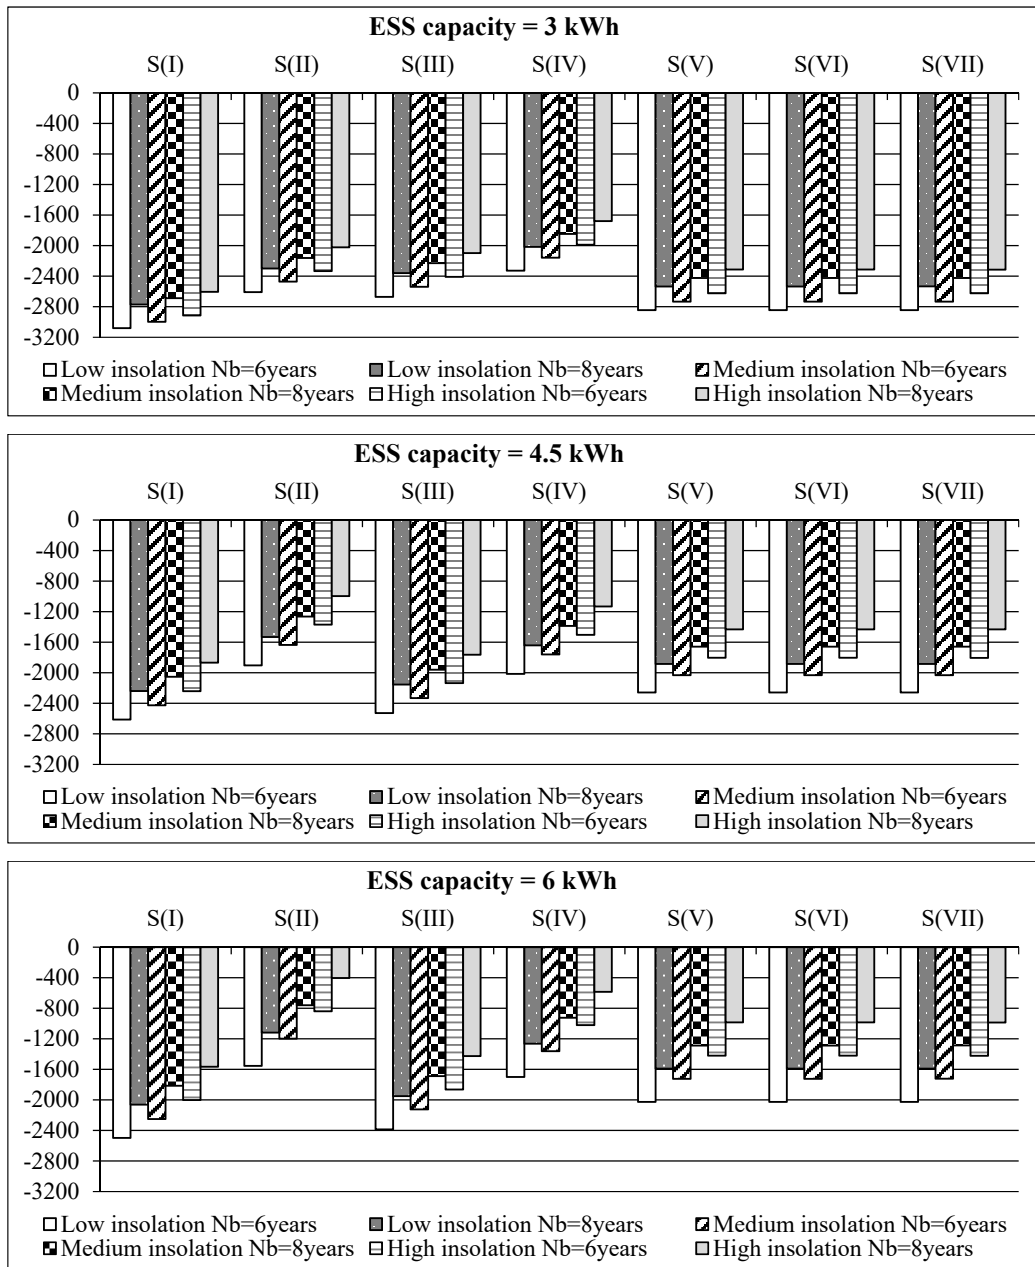 ESS capacity = 3 kWh
S(I) S(II) S(III) S(IV) S(V) S(VI) S(VII)
0
-400
-800
-1200
-1600
-2000
-2400
-2800
-3200
Low insolation Nb=6years Low insolation Nb=8years Medium insolation Nb=6years
Medium insolation Nb=8years High insolation Nb=6years High insolation Nb=8years
ESS capacity = 4.5 kWh
S(I) S(II) S(III) S(IV) S(V) S(VI) S(VII)
0
-400
-800
-1200
-1600
-2000
-2400
-2800
-3200
Low insolation Nb=6years Low insolation Nb=8years Medium insolation Nb=6years
Medium insolation Nb=8years High insolation Nb=6years High insolation Nb=8years
ESS capacity = 6 kWh
S(I) S(II) S(III) S(IV) S(V) S(VI) S(VII)
0
-400
-800
-1200
-1600
-2000
-2400
-2800
-3200
Low insolation Nb=6years Low insolation Nb=8years Medium insolation Nb=6years
Medium insolation Nb=8years High insolation Nb=6years High insolation Nb=8years